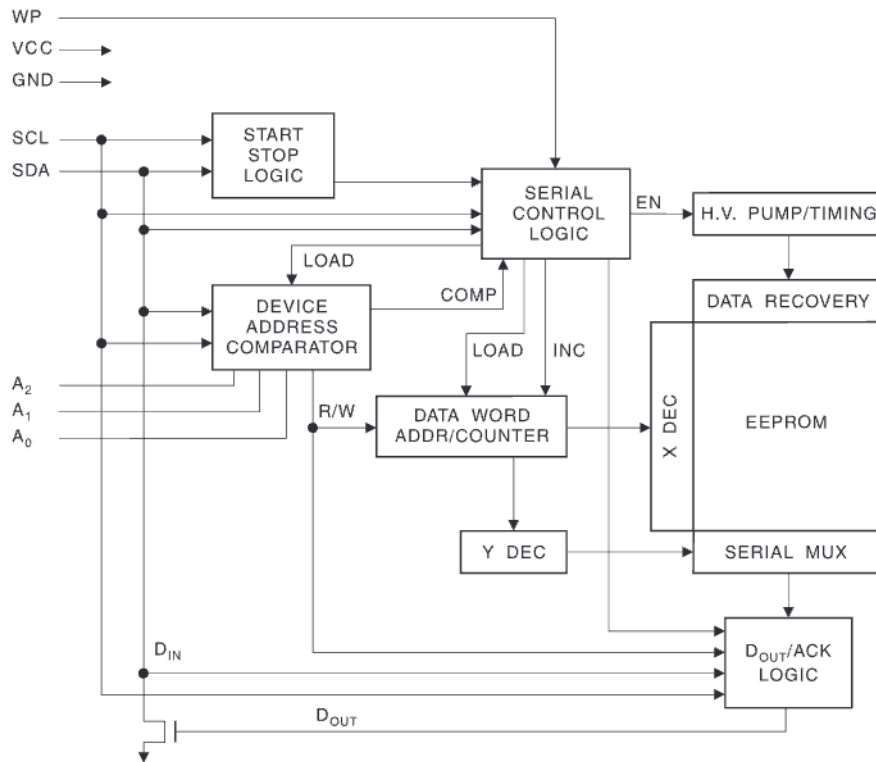 WP
VCC
GND
SCL
SDA
START
STOP
LOGIC
SERIAL
CONTROL
LOGIC
EN
H.V. PUMP/TIMING
LOAD
COMP
DATA RECOVERY
DEVICE
ADDRESS
COMPARATOR
LOAD
INC
A2
A1
A0
R/W
DATA WORD
ADDR/COUNTER
X DEC
EEPROM
Y DEC
SERIAL MUX
DIN
DOUT/ACK
LOGIC
DOUT